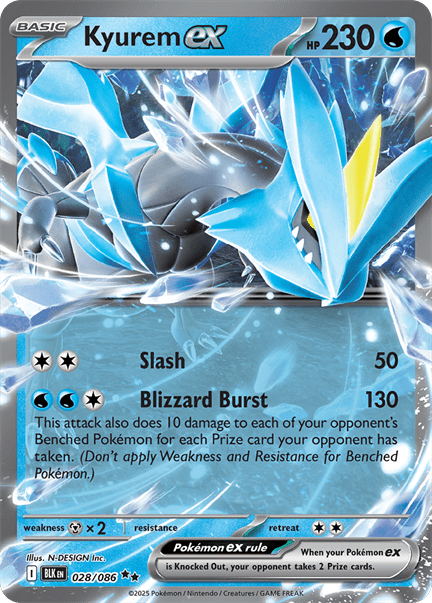 BASIC
Kyurem ex
HP 230
Slash 50
Blizzard Burst 130
This attack also does 10 damage to each of your opponent's
Benched Pokémon for each Prize card your opponent has
taken. (Don't apply Weakness and Resistance for Benched
Pokémon.)
weakness ×2 resistance retreat
Illus. N-DESIGN Inc.
Pokémon ex rule
When your Pokémon ex
is Knocked Out, your opponent takes 2 Prize cards.
I BLK EN 028/086
©2025 Pokémon / Nintendo / Creatures / GAME FREAK